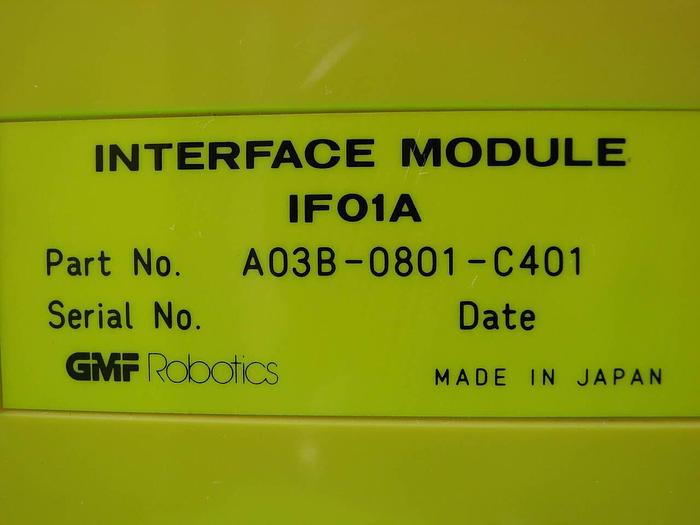 INTERFACE MODULE
IF01A
Part No. A03B-0801-C401
Serial No. Date
GMF Robotics MADE IN JAPAN